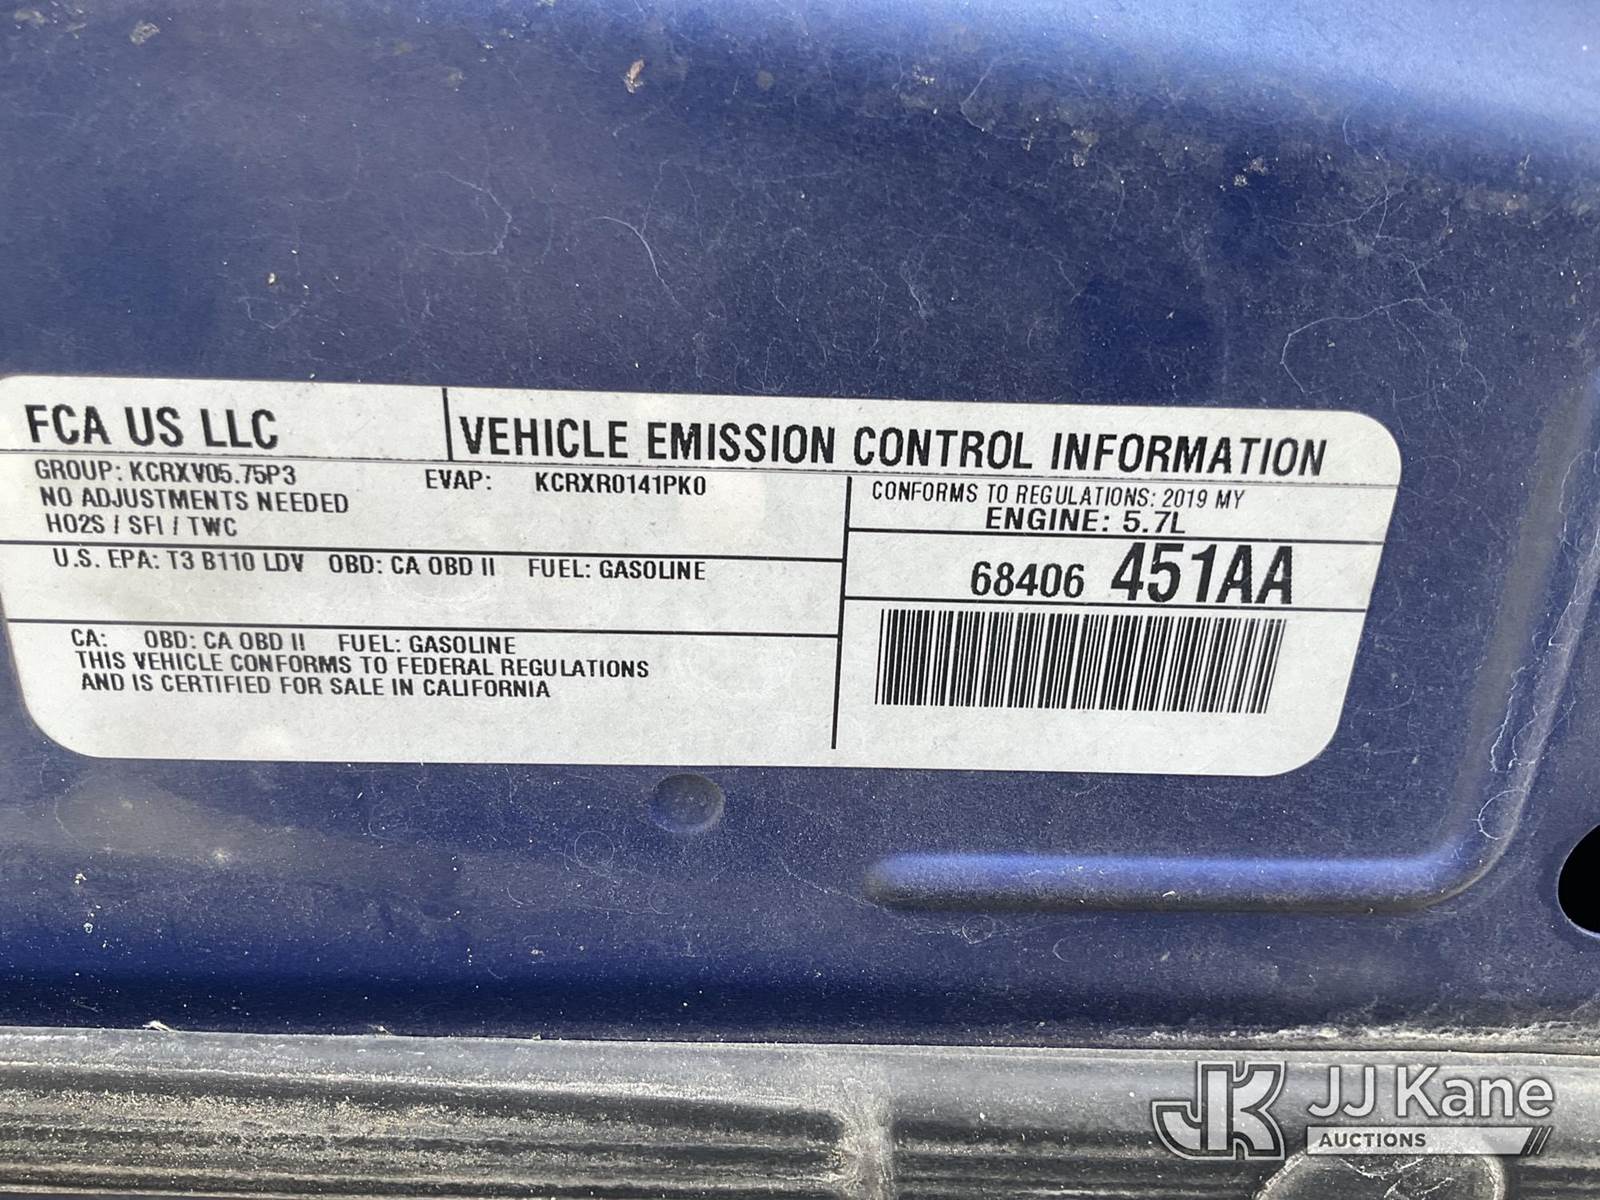 FCA US LLC
VEHICLE EMISSION CONTROL INFORMATION
GROUP: KCRXV05.75P3
EVAP: KCRXR0141PK0
NO ADJUSTMENTS NEEDED
HO2S / SFI / TWC
CONFORMS TO REGULATIONS: 2019 MY
ENGINE: 5.7L
U.S. EPA: T3 B110 LDV OBD: CA OBD II FUEL: GASOLINE
68406 451AA
CA: OBD: CA OBD II FUEL: GASOLINE
THIS VEHICLE CONFORMS TO FEDERAL REGULATIONS
AND IS CERTIFIED FOR SALE IN CALIFORNIA
JK
JJ Kane
AUCTIONS